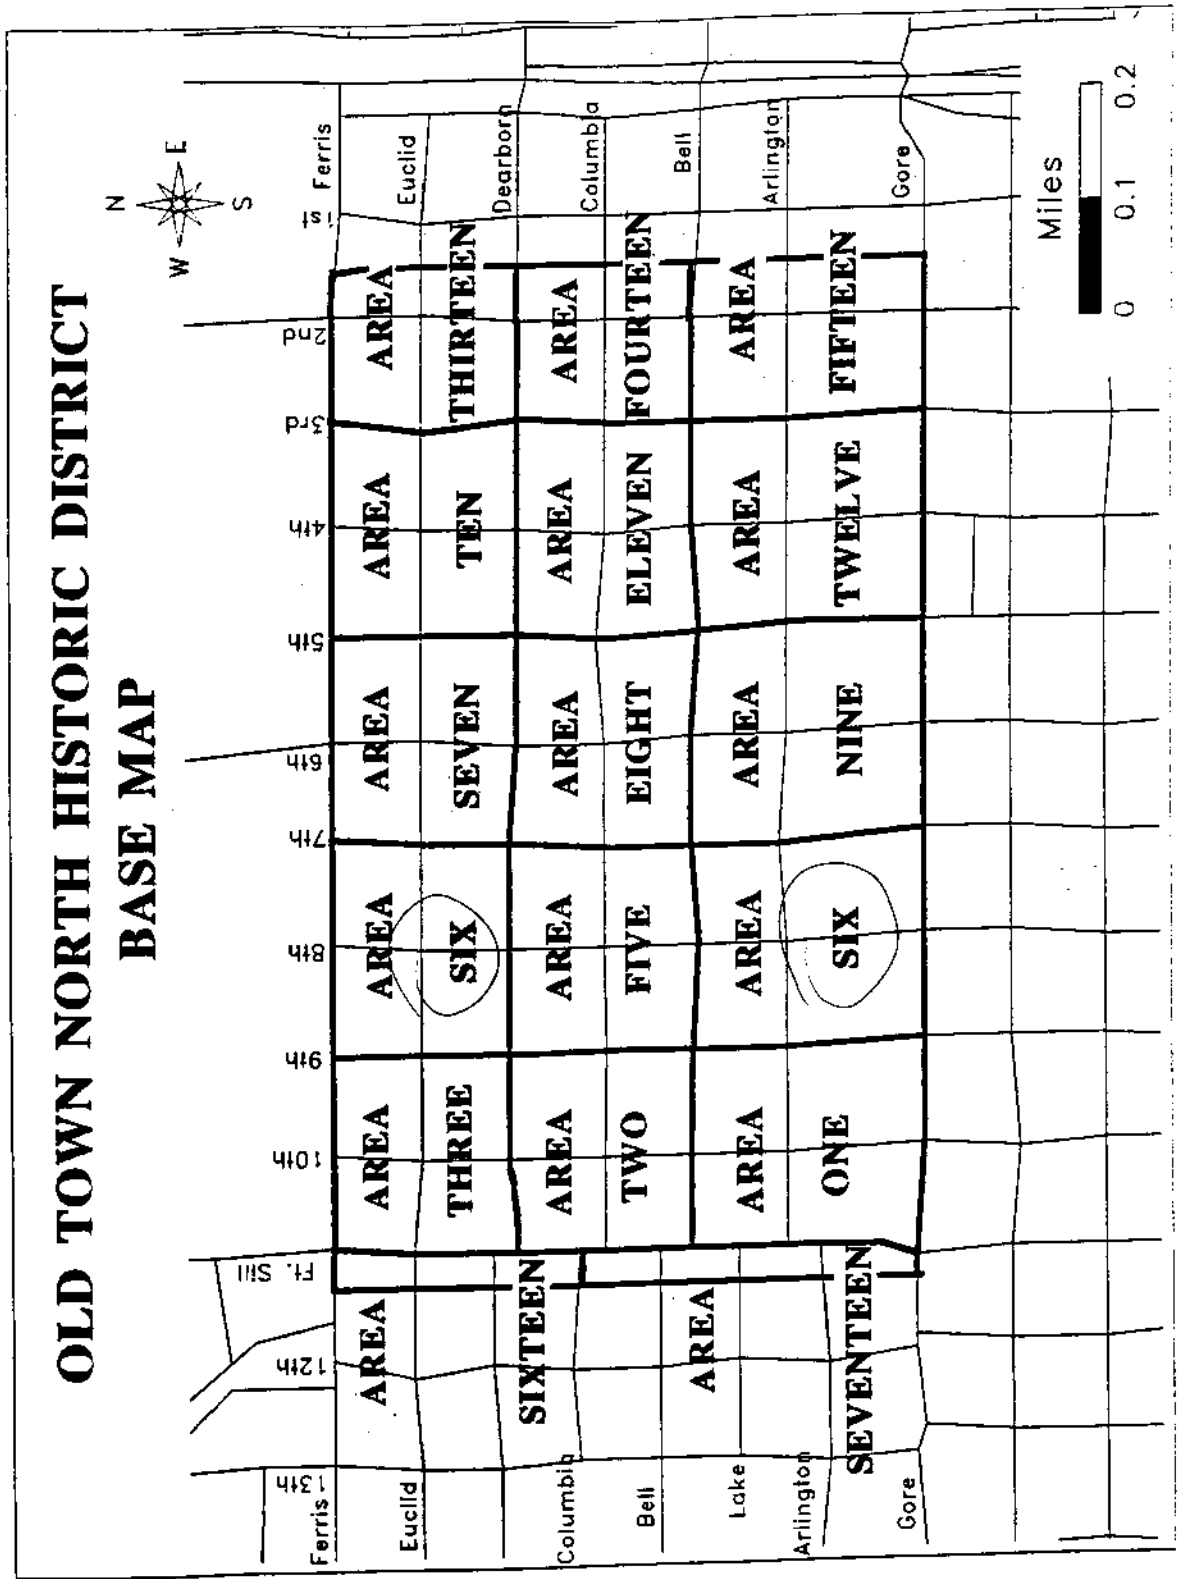 OLD TOWN NORTH HISTORIC DISTRICT
BASE MAP
N
W
E
S
13th
12th
Ft. Sill
10th
9th
8th
7th
6th
5th
4th
3rd
2nd
1st
Ferris
Ferris
AREA
SIXTEEN
AREA
THREE
AREA
SIX
AREA
SEVEN
AREA
TEN
AREA
THIRTEEN
Euclid
Euclid
Dearborn
Columbia
AREA
TWO
AREA
FIVE
AREA
EIGHT
AREA
ELEVEN
AREA
FOURTEEN
Columbia
Bell
Bell
Lake
AREA
SEVENTEEN
AREA
ONE
AREA
SIX
AREA
NINE
AREA
TWELVE
AREA
FIFTEEN
Arlington
Arlington
Gore
Gore
Miles
0
0.1
0.2